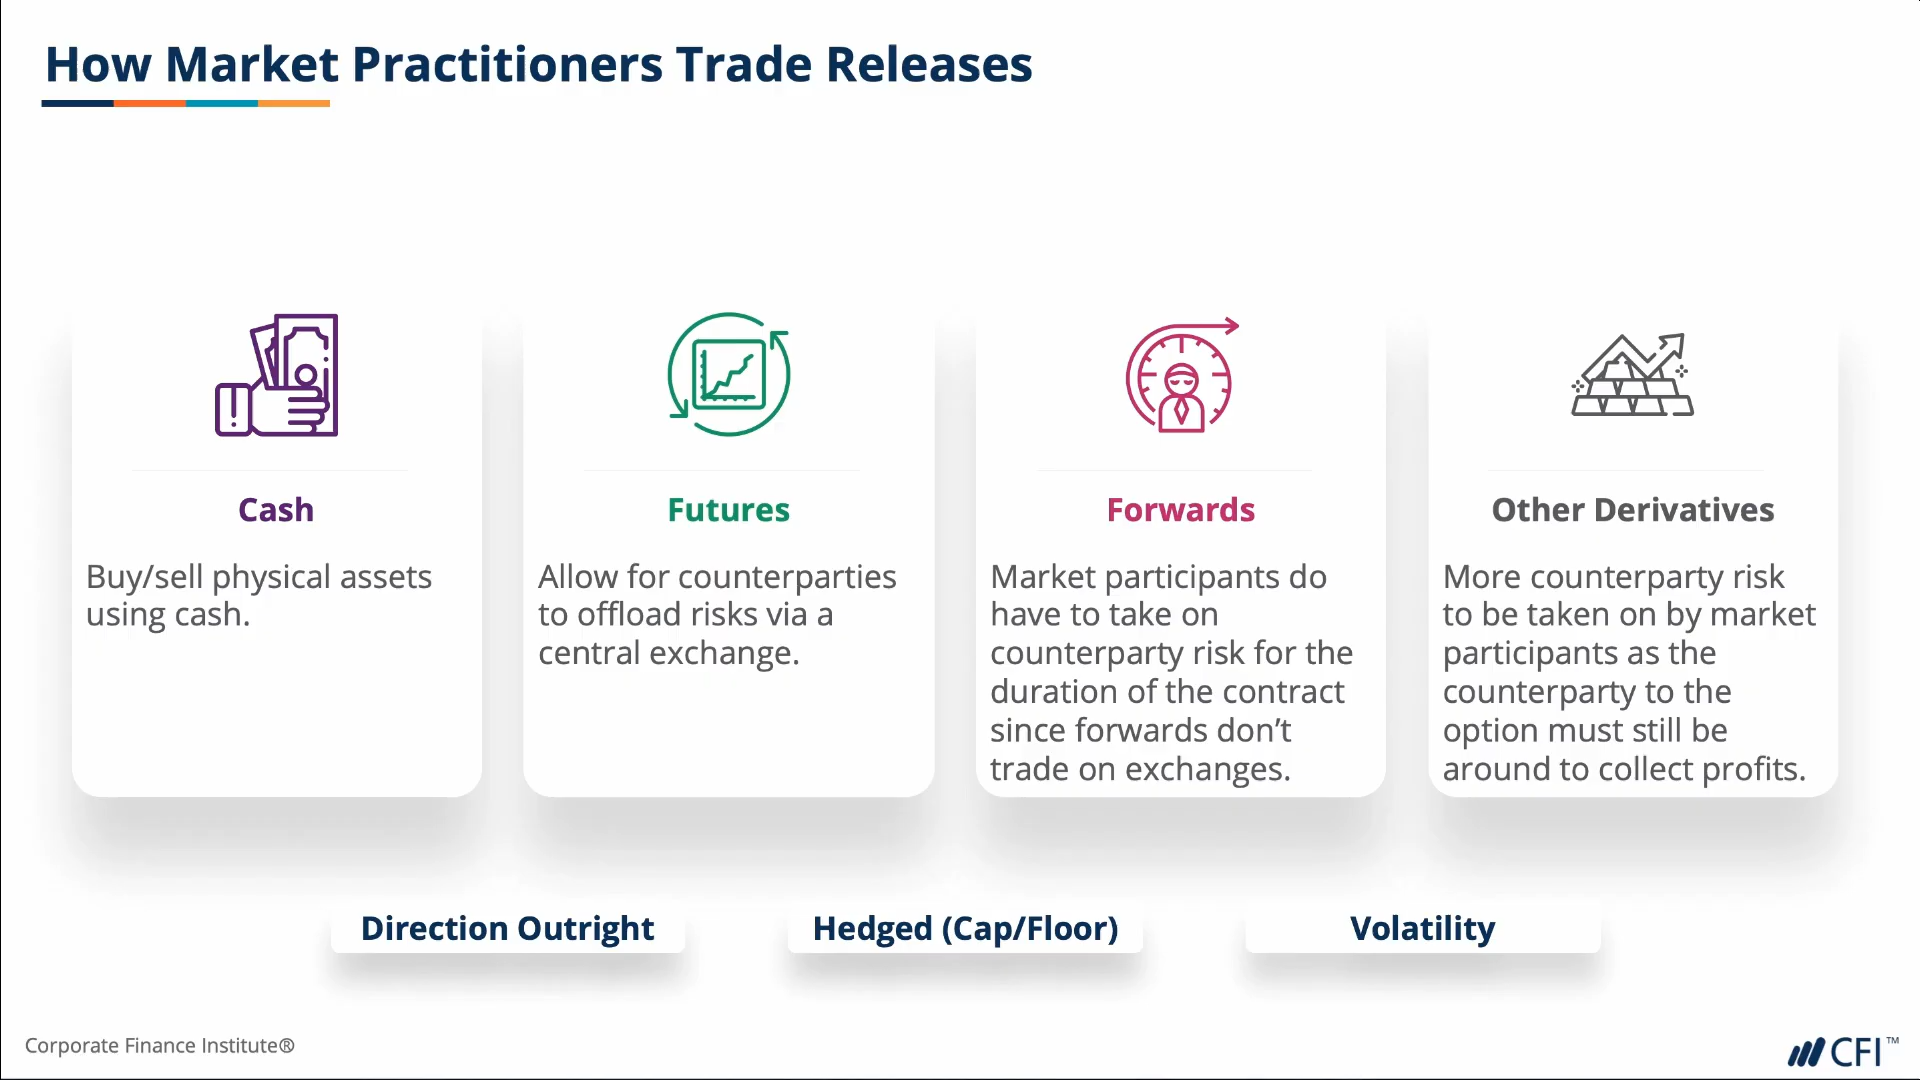 How Market Practitioners Trade Releases
Cash
Buy/sell physical assets
using cash.
Futures
Allow for counterparties
to offload risks via a
central exchange.
Forwards
Market participants do
have to take on
counterparty risk for the
duration of the contract
since forwards don’t
trade on exchanges.
Other Derivatives
More counterparty risk
to be taken on by market
participants as the
counterparty to the
option must still be
around to collect profits.
Direction Outright
Hedged (Cap/Floor)
Volatility
Corporate Finance Institute®
CFI™